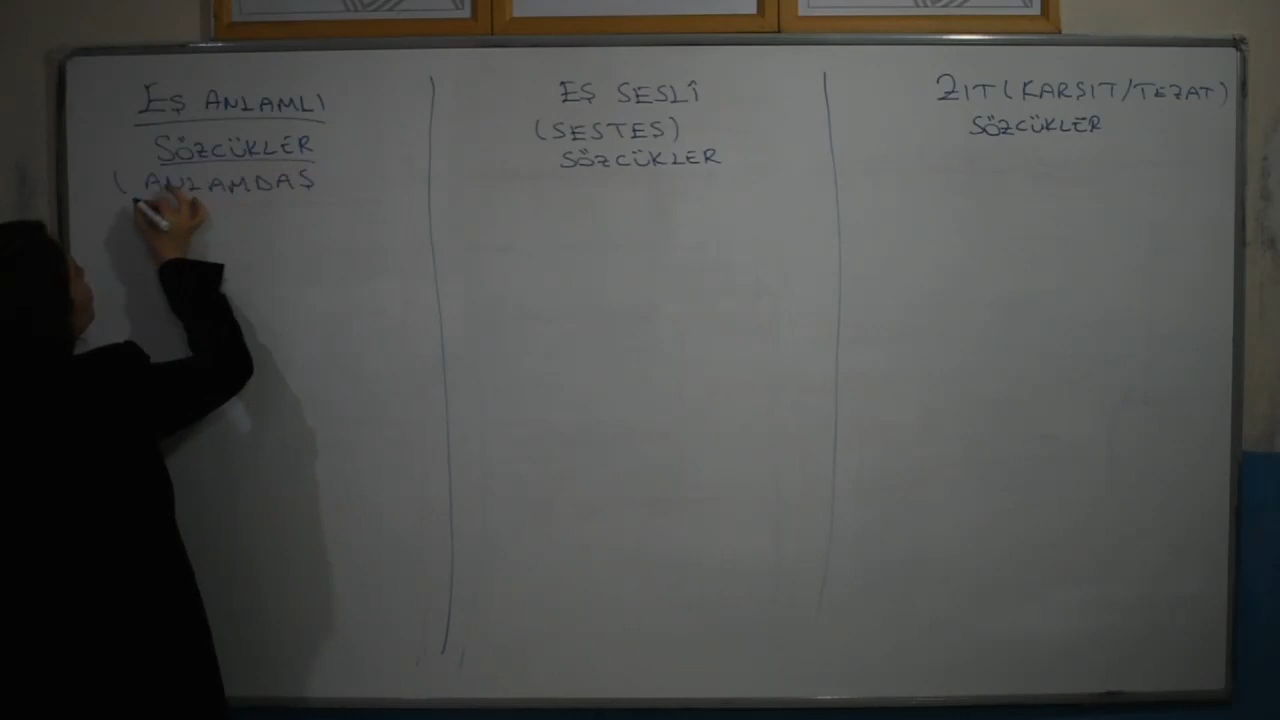 EŞ ANLAMLI
SÖZCÜKLER
( ANLAMDAŞ
EŞ SESLİ
(SESTEŞ)
SÖZCÜKLER
ZIT (KARŞIT/TEZAT)
SÖZCÜKLER